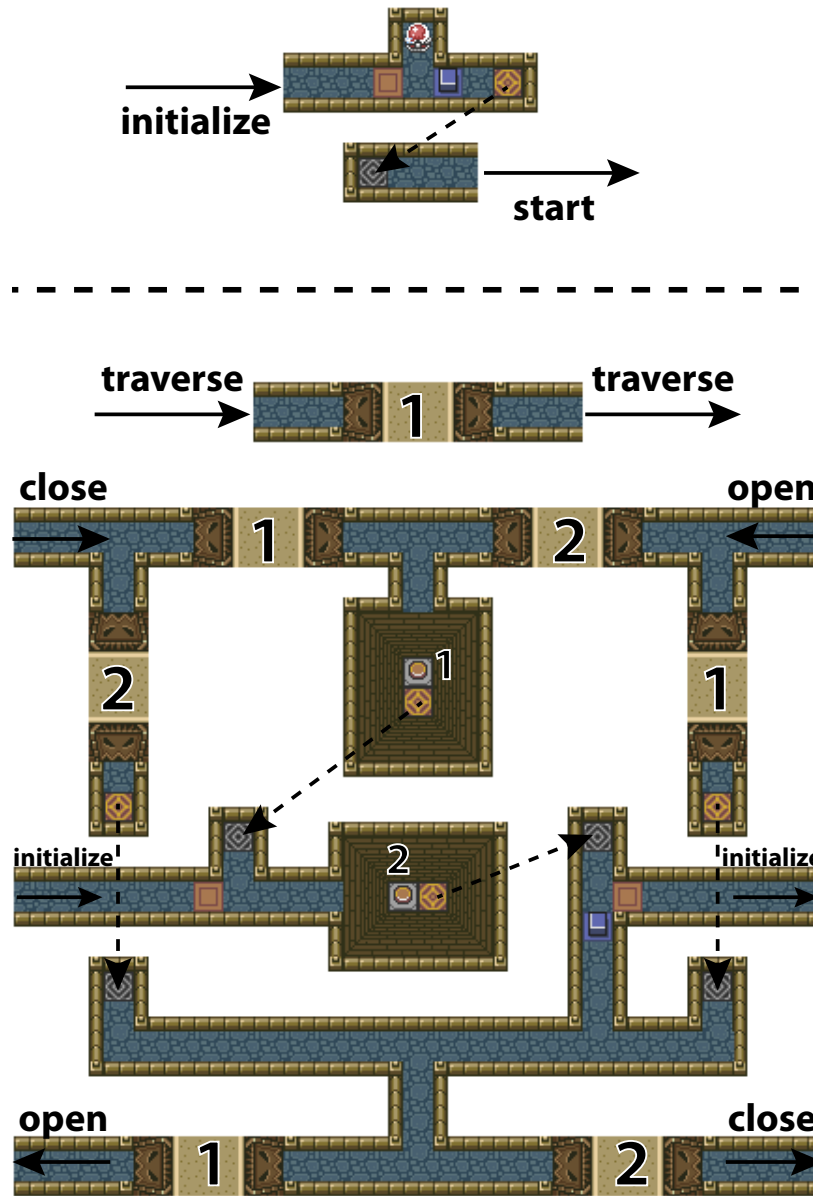 initialize
start
traverse
traverse
1
close
open
1
2
1
2
1
2
initialize
initialize
open
close
1
2